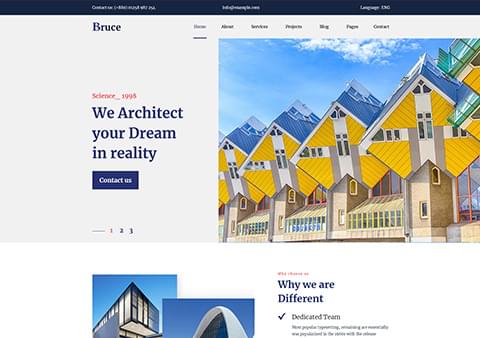 Contact us: (+880) 01258 987 254
info@example.com
Language: ENG
Bruce
Home
About
Services
Projects
Blog
Pages
Contact
Science_ 1998
We Architect
your Dream
in reality
Contact us
1 2 3
Why choose us
Why we are
Different
Dedicated Team
Most popular typesetting, remaining are essentially
was popularised in the 1960s with the release